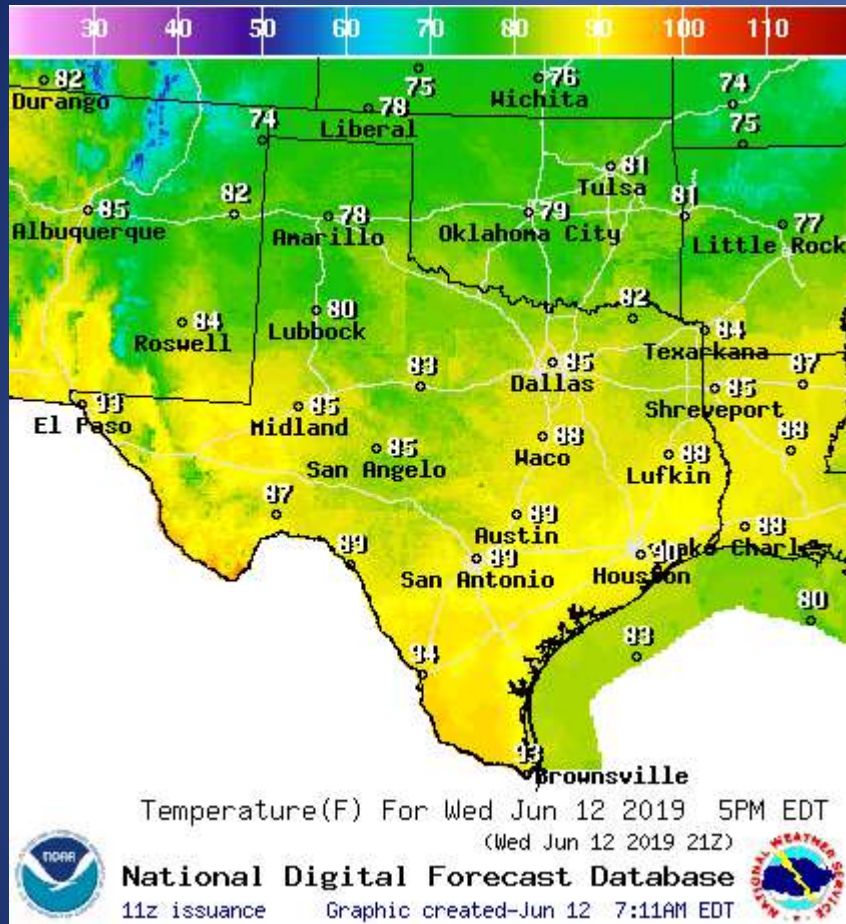 30 40 50 60 70 80 90 100 110
82
Durango
75
76
Wichita
74
78
Liberal
74
75
81
Tulsa
85
Albuquerque
82
78
Amarillo
79
Oklahoma City
81
77
Little Rock
84
Roswell
80
Lubbock
82
84
Texarkana
83
85
Dallas
87
85
Shreveport
93
El Paso
85
Midland
85
San Angelo
88
Waco
88
Lufkin
88
87
89
Austin
88
Lake Charles
89
89
San Antonio
90
Houston
80
83
94
93
Brownsville
Temperature(F) For Wed Jun 12 2019 5PM EDT
(Wed Jun 12 2019 21Z)
NOAA
National Digital Forecast Database
11z issuance Graphic created-Jun 12 7:11AM EDT